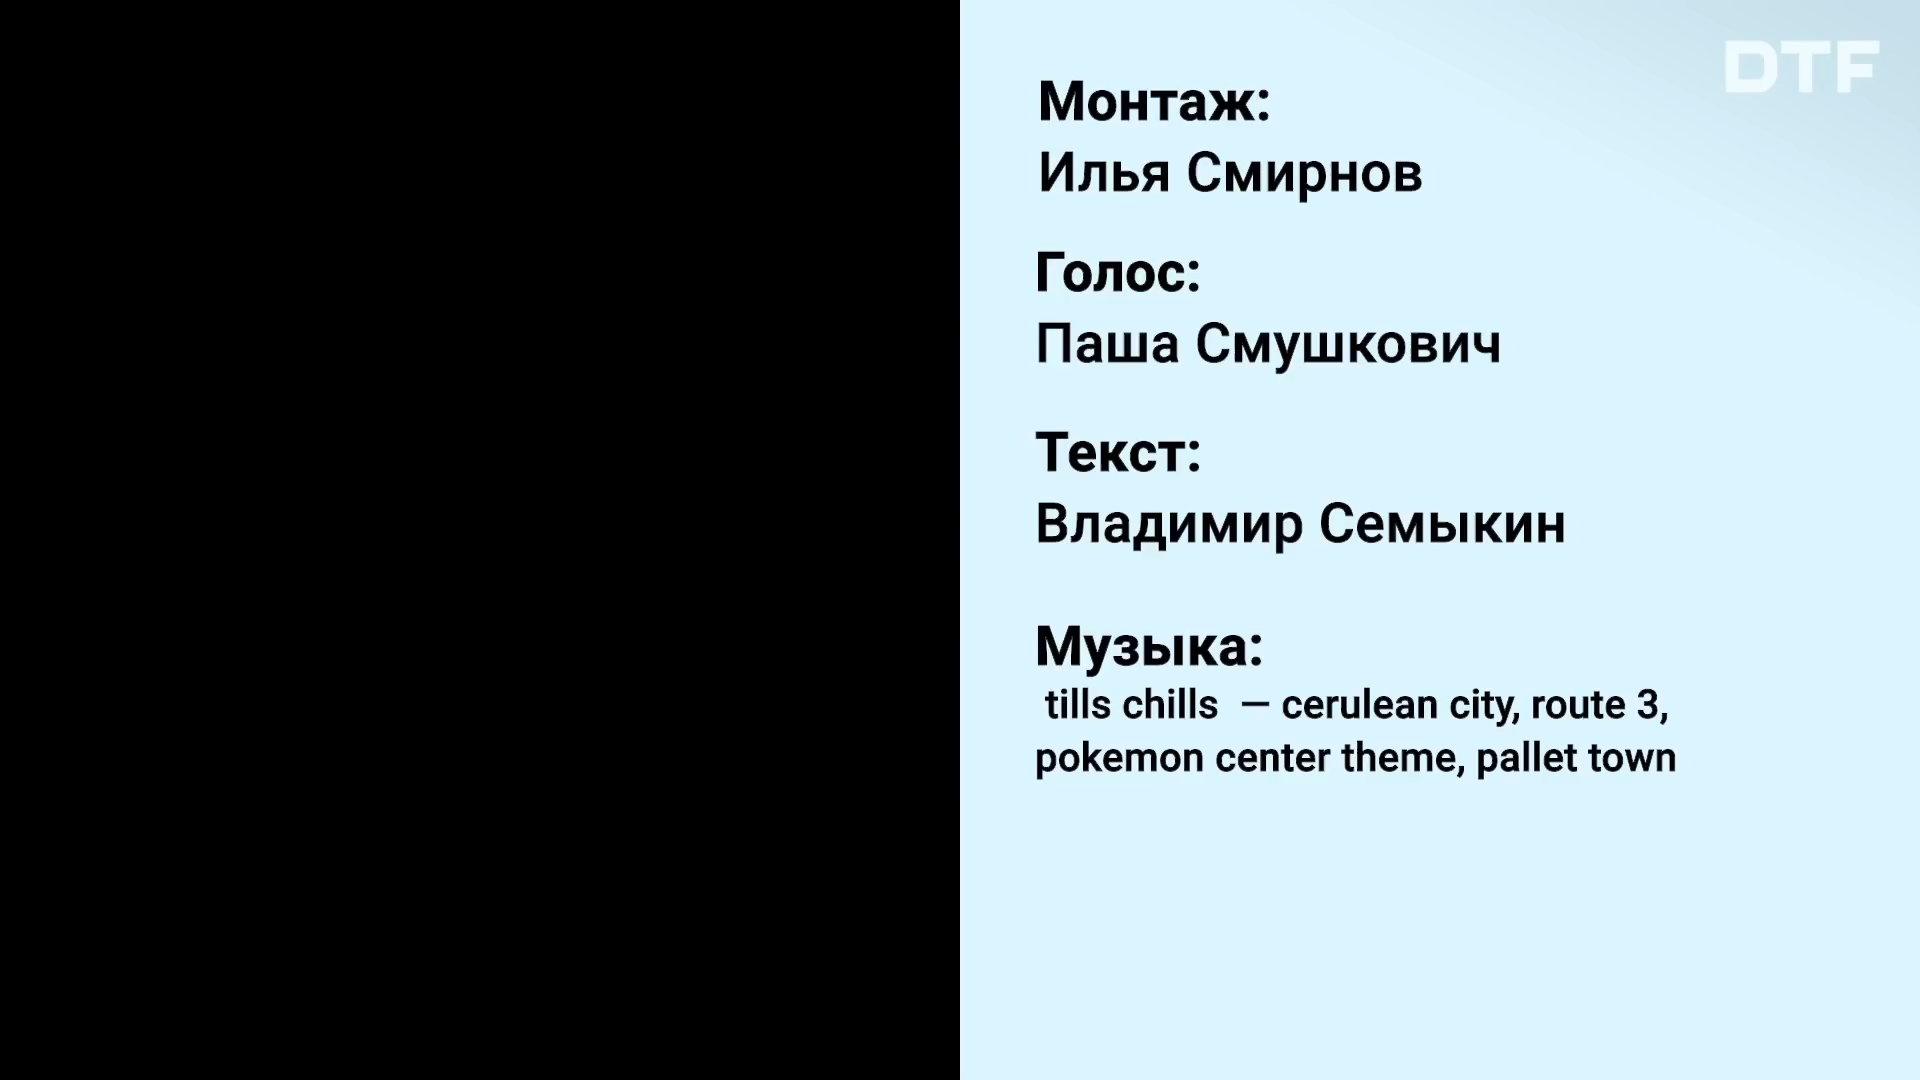 DTF
Монтаж:
Илья Смирнов
Голос:
Паша Смушкович
Текст:
Владимир Семыкин
Музыка:
tills chills — cerulean city, route 3,
pokemon center theme, pallet town